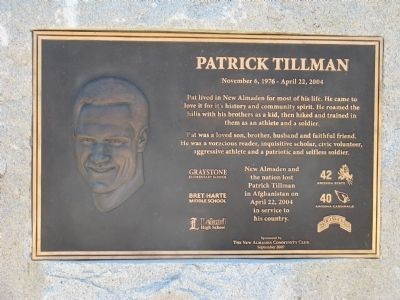 PATRICK TILLMAN
November 6, 1976 - April 22, 2004
Pat lived in New Almaden for most of his life. He came to
love it for it's history and community spirit. He roamed the
hills with his brothers as a kid, then hiked and trained in
them as an athlete and a soldier.
Pat was a loved son, brother, husband and faithful friend.
He was a voracious reader, inquisitive scholar, civic volunteer,
aggressive athlete and a patriotic and selfless soldier.
GRAYSTONE
ELEMENTARY SCHOOL
BRET HARTE
MIDDLE SCHOOL
Leland
High School
New Almaden and
the nation lost
Patrick Tillman
in Afghanistan on
April 22, 2004
in service to
his country.
42
ARIZONA STATE
40
ARIZONA CARDINALS
Sponsored by
THE NEW ALMADEN COMMUNITY CLUB
September 2007